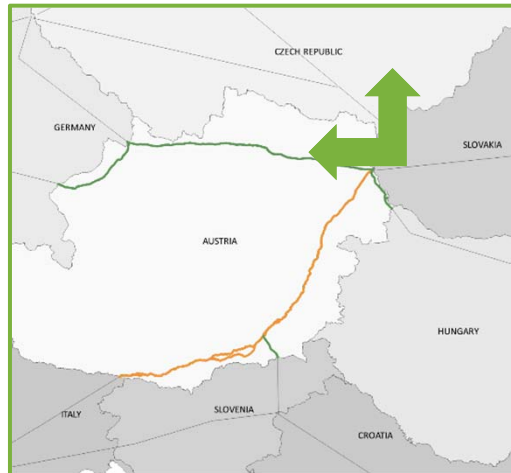 CZECH REPUBLIC
GERMANY
SLOVAKIA
AUSTRIA
HUNGARY
ITALY
SLOVENIA
CROATIA